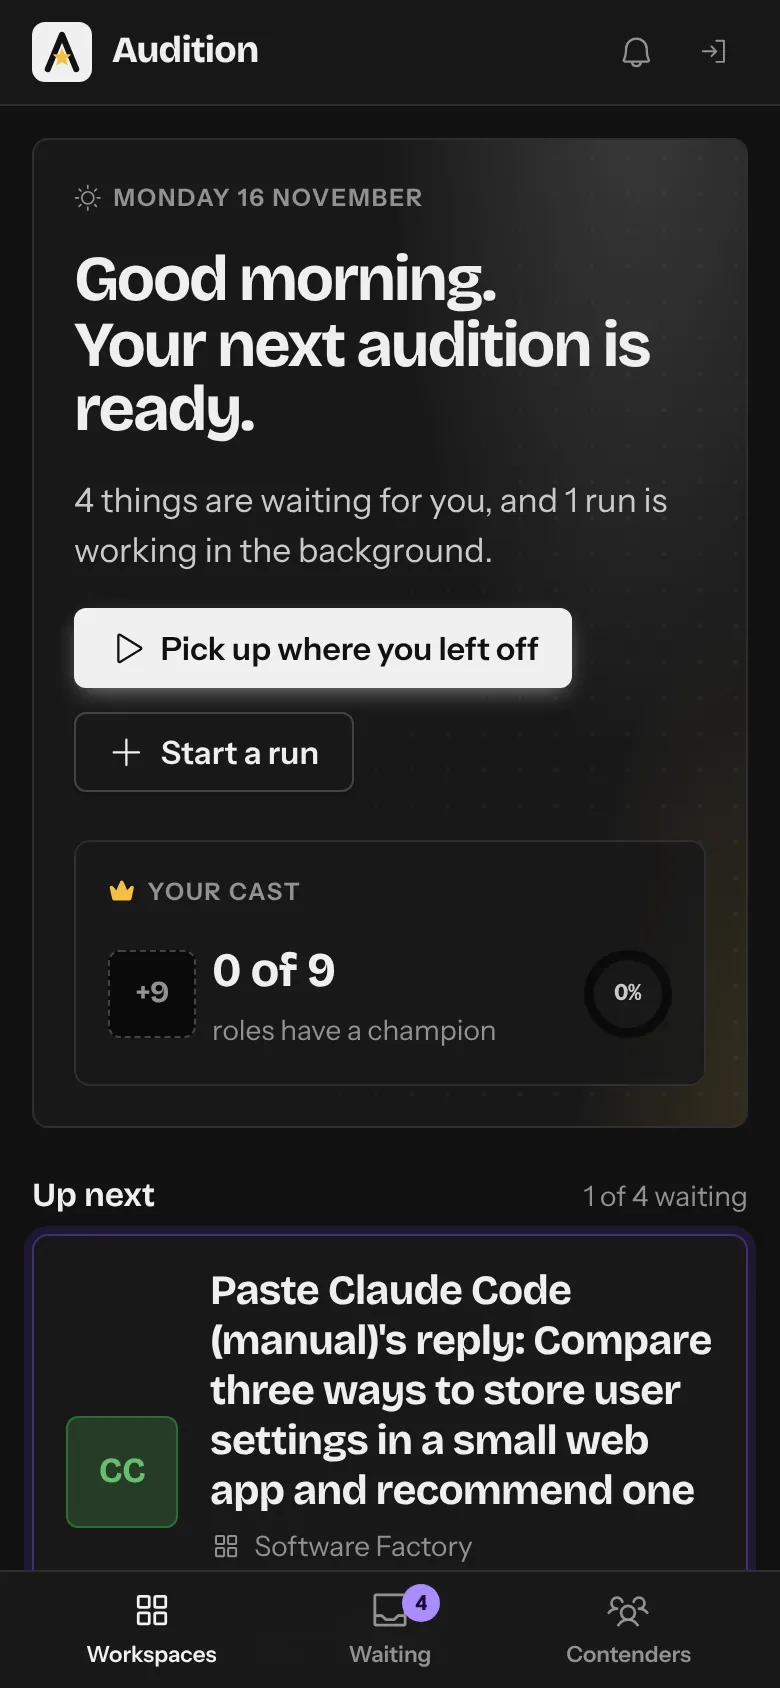 Audition
MONDAY 16 NOVEMBER
Good morning.
Your next audition is
ready.
4 things are waiting for you, and 1 run is
working in the background.
Pick up where you left off
Start a run
YOUR CAST
+9
0 of 9
roles have a champion
0%
Up next
1 of 4 waiting
Paste Claude Code
(manual)'s reply: Compare
three ways to store user
settings in a small web
app and recommend one
CC
Software Factory
4
Workspaces
Waiting
Contenders